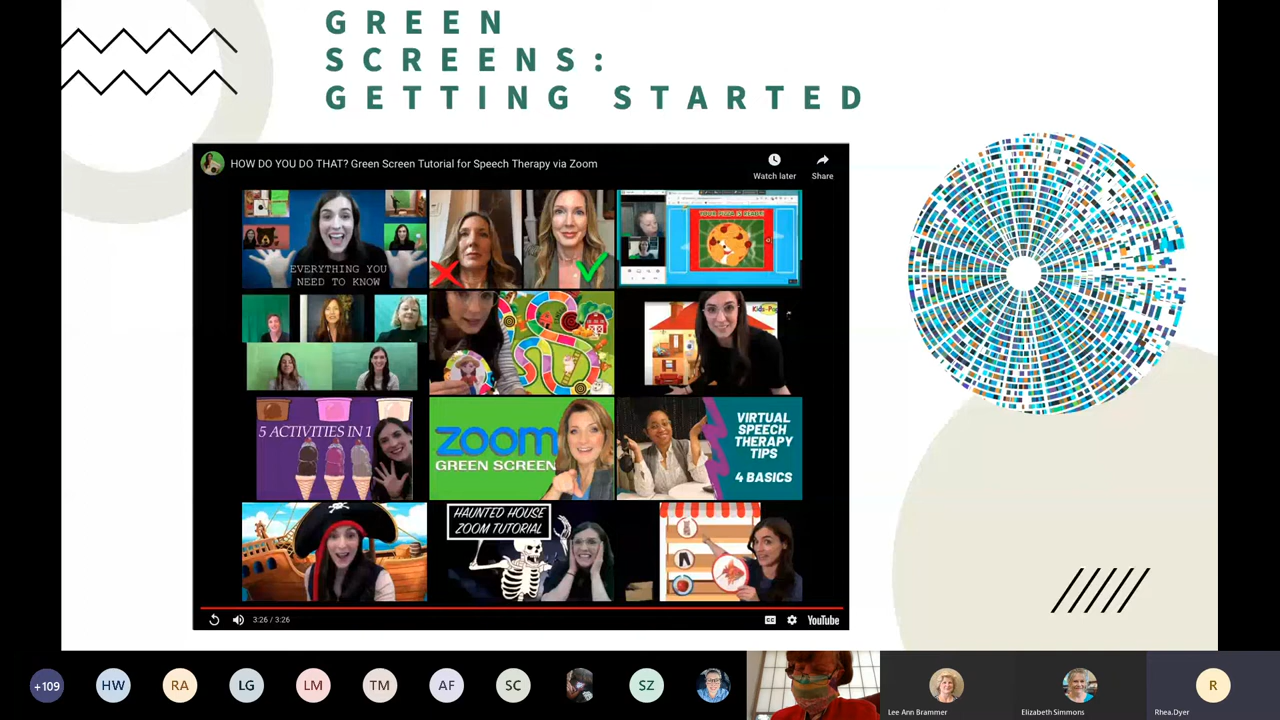 GREEN
SCREENS:
GETTING STARTED
HOW DO YOU DO THAT? Green Screen Tutorial for Speech Therapy via Zoom
Watch later
Share
EVERYTHING YOU
NEED TO KNOW
YOUR PIZZA IS READY!
5 ACTIVITIES IN 1
zoom
GREEN SCREEN
VIRTUAL
SPEECH
THERAPY
TIPS
4 BASICS
HAUNTED HOUSE
ZOOM TUTORIAL
3:26 / 3:26
CC
YouTube
+109
HW
RA
LG
LM
TM
AF
SC
SZ
Lee Ann Brammer
Elizabeth Simmons
R
Rhea.Dyer